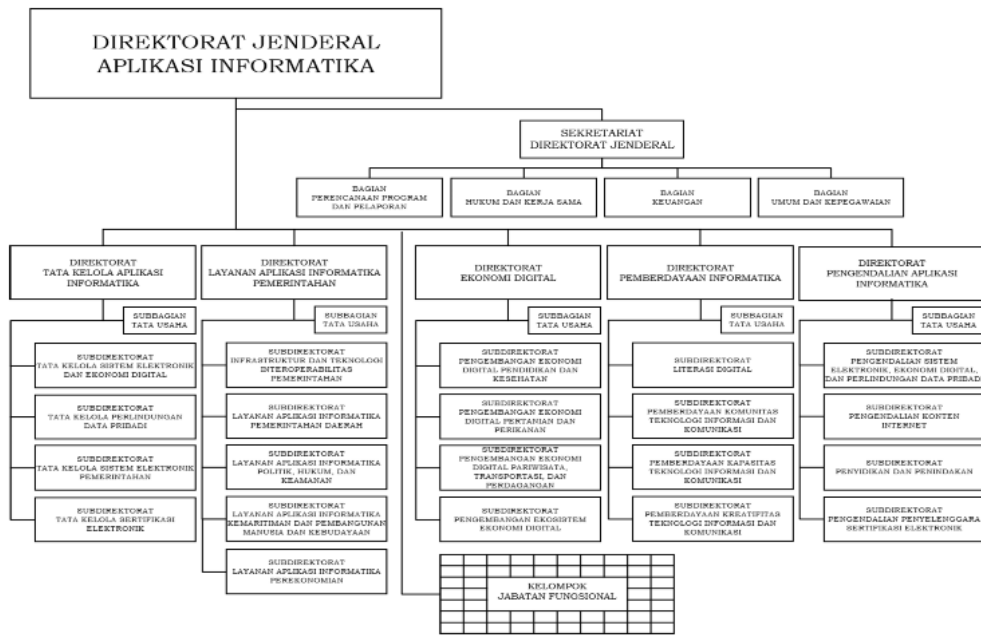 DIREKTORAT JENDERAL
APLIKASI INFORMATIKA
SEKRETARIAT
DIREKTORAT JENDERAL
BAGIAN
PERENCANAAN PROGRAM
DAN PELAPORAN
BAGIAN
HUKUM DAN KERJA SAMA
BAGIAN
KEUANGAN
BAGIAN
UMUM DAN KEPEGAWAIAN
DIREKTORAT
TATA KELOLA APLIKASI
INFORMATIKA
DIREKTORAT
LAYANAN APLIKASI INFORMATIKA
PEMERINTAHAN
DIREKTORAT
EKONOMI DIGITAL
DIREKTORAT
PEMBERDAYAAN INFORMATIKA
DIREKTORAT
PENGENDALIAN APLIKASI
INFORMATIKA
SUBBAGIAN
TATA USAHA
SUBDIREKTORAT
TATA KELOLA SISTEM ELEKTRONIK
DAN EKONOMI DIGITAL
SUBDIREKTORAT
TATA KELOLA PERLINDUNGAN
DATA PRIBADI
SUBDIREKTORAT
TATA KELOLA SISTEM ELEKTRONIK
PEMERINTAHAN
SUBDIREKTORAT
TATA KELOLA SERTIFIKASI
ELEKTRONIK
SUBBAGIAN
TATA USAHA
SUBDIREKTORAT
INFRASTRUKTUR DAN TEKNOLOGI
INTEROPERABILITAS
PEMERINTAHAN
SUBDIREKTORAT
LAYANAN APLIKASI INFORMATIKA
PEMERINTAHAN DAERAH
SUBDIREKTORAT
LAYANAN APLIKASI INFORMATIKA
POLITIK, HUKUM, DAN
KEAMANAN
SUBDIREKTORAT
LAYANAN APLIKASI INFORMATIKA
KEMARITIMAN DAN PEMBANGUNAN
MANUSIA DAN KEBUDAYAAN
SUBDIREKTORAT
LAYANAN APLIKASI INFORMATIKA
PEREKONOMIAN
SUBBAGIAN
TATA USAHA
SUBDIREKTORAT
PENGEMBANGAN EKONOMI
DIGITAL PENDIDIKAN DAN
KESEHATAN
SUBDIREKTORAT
PENGEMBANGAN EKONOMI
DIGITAL PERTANIAN DAN
PERIKANAN
SUBDIREKTORAT
PENGEMBANGAN EKONOMI
DIGITAL PARIWISATA,
TRANSPORTASI, DAN
PERDAGANGAN
SUBDIREKTORAT
PENGEMBANGAN EKOSISTEM
EKONOMI DIGITAL
SUBBAGIAN
TATA USAHA
SUBDIREKTORAT
LITERASI DIGITAL
SUBDIREKTORAT
PEMBERDAYAAN KOMUNITAS
TEKNOLOGI INFORMASI DAN
KOMUNIKASI
SUBDIREKTORAT
PEMBERDAYAAN KAPASITAS
TEKNOLOGI INFORMASI DAN
KOMUNIKASI
SUBDIREKTORAT
PEMBERDAYAAN KREATIFITAS
TEKNOLOGI INFORMASI DAN
KOMUNIKASI
SUBBAGIAN
TATA USAHA
SUBDIREKTORAT
PENGENDALIAN SISTEM
ELEKTRONIK, EKONOMI DIGITAL,
DAN PERLINDUNGAN DATA PRIBADI
SUBDIREKTORAT
PENGENDALIAN KONTEN
INTERNET
SUBDIREKTORAT
PENYIDIKAN DAN PENINDAKAN
SUBDIREKTORAT
PENGENDALIAN PENYELENGGARA
SERTIFIKASI ELEKTRONIK
KELOMPOK
JABATAN FUNGSIONAL